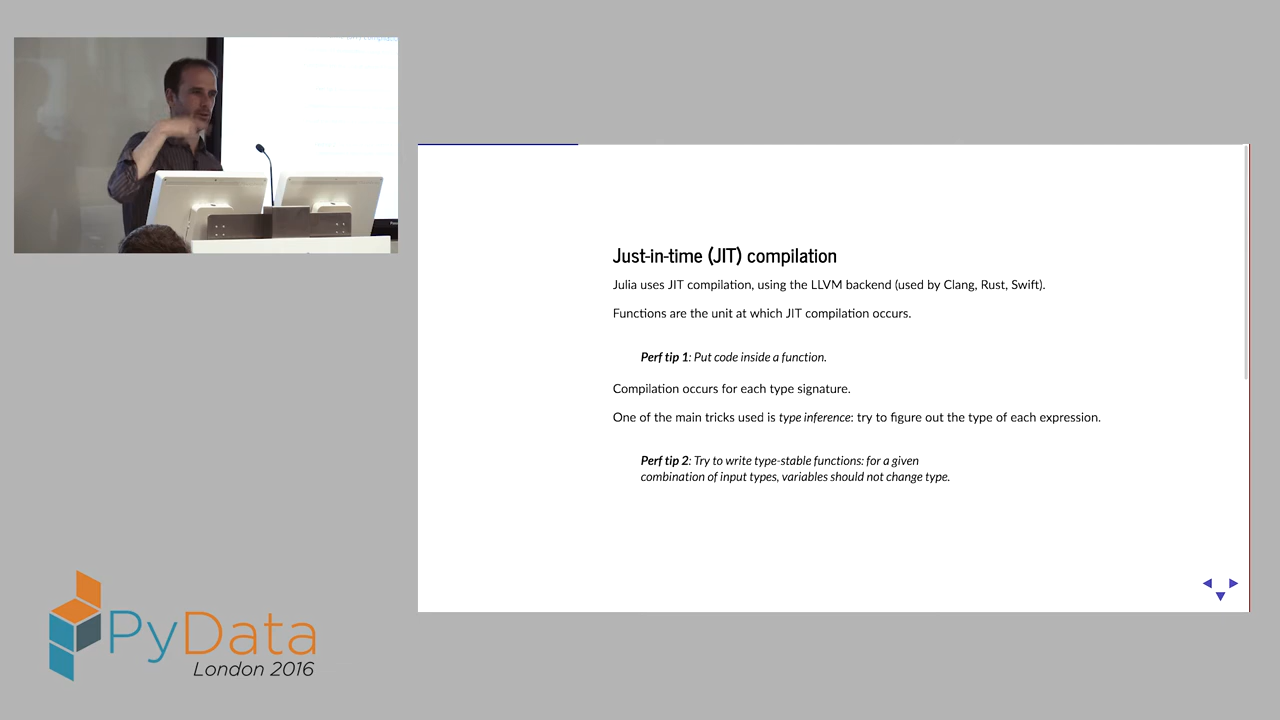 Just-in-time (JIT) compilation
Julia uses JIT compilation, using the LLVM backend (used by Clang, Rust, Swift).
Functions are the unit at which JIT compilation occurs.
Perf tip 1: Put code inside a function.
Compilation occurs for each type signature.
One of the main tricks used is type inference: try to figure out the type of each expression.
Perf tip 2: Try to write type-stable functions: for a given
combination of input types, variables should not change type.
PyData
London 2016